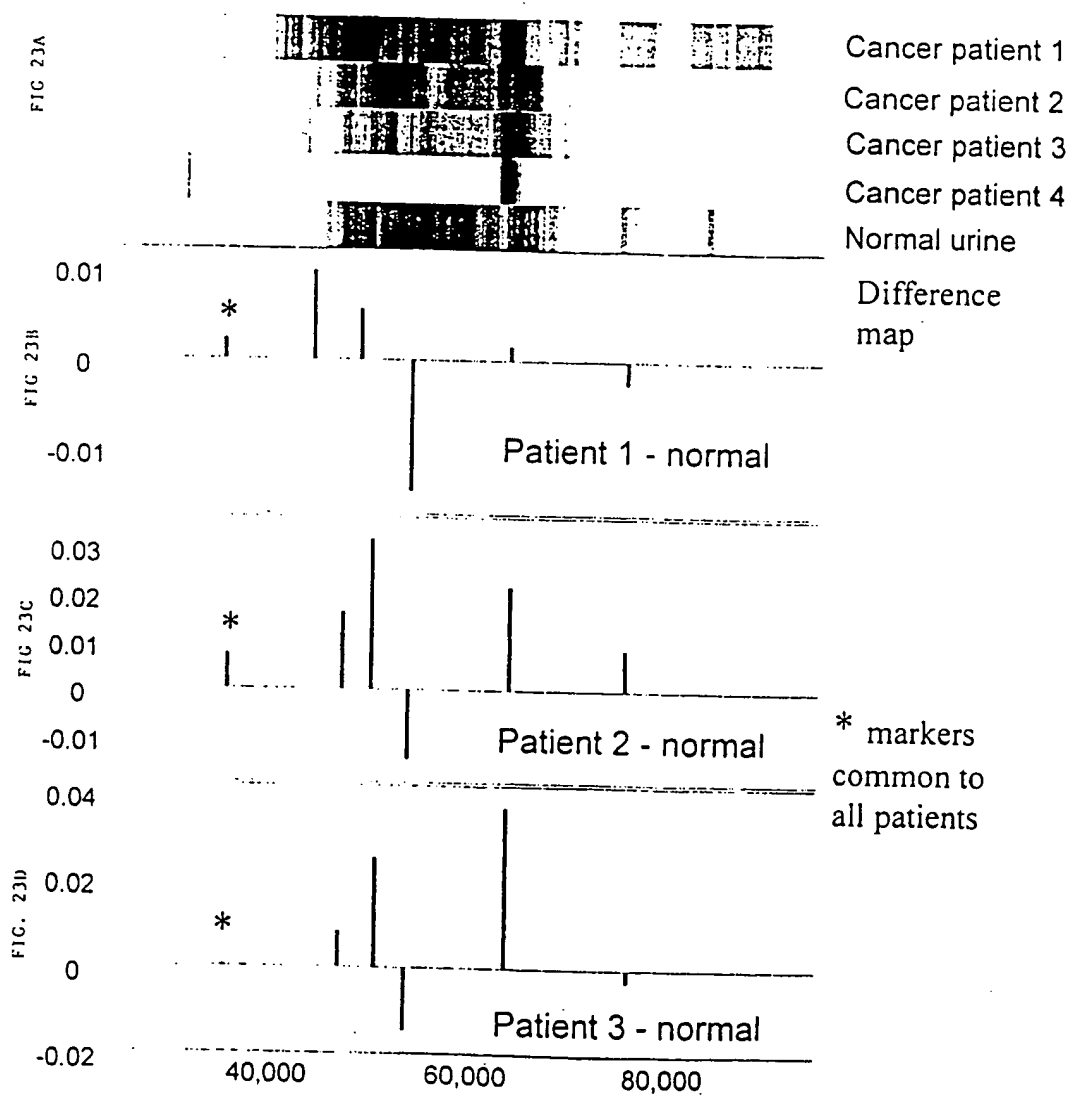 FIG 23A
Cancer patient 1
Cancer patient 2
Cancer patient 3
Cancer patient 4
Normal urine
Difference
map
FIG 23B
0.01
0
-0.01
*
Patient 1 - normal
FIG 23C
0.03
0.02
0.01
0
-0.01
*
Patient 2 - normal
* markers
common to
all patients
FIG. 23D
0.04
0.02
0
-0.02
*
Patient 3 - normal
40,000
60,000
80,000